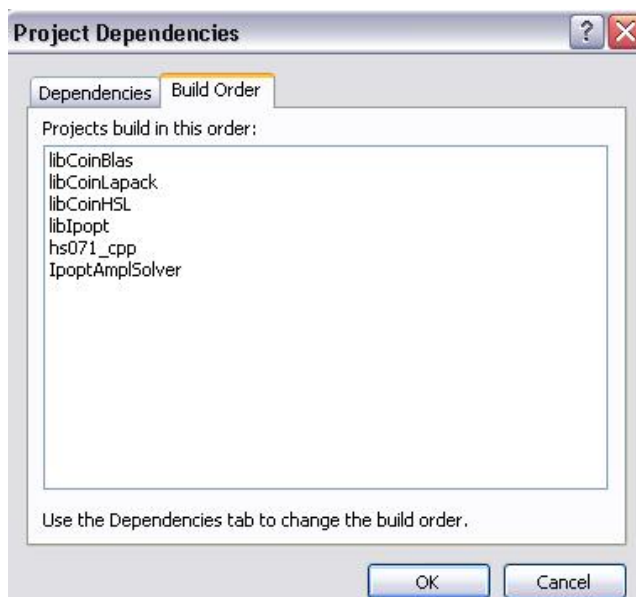 Project Dependencies
?
Dependencies
Build Order
Projects build in this order:
libCoinBlas
libCoinLapack
libCoinHSL
libIpopt
hs071_cpp
IpoptAmplSolver
Use the Dependencies tab to change the build order.
OK
Cancel